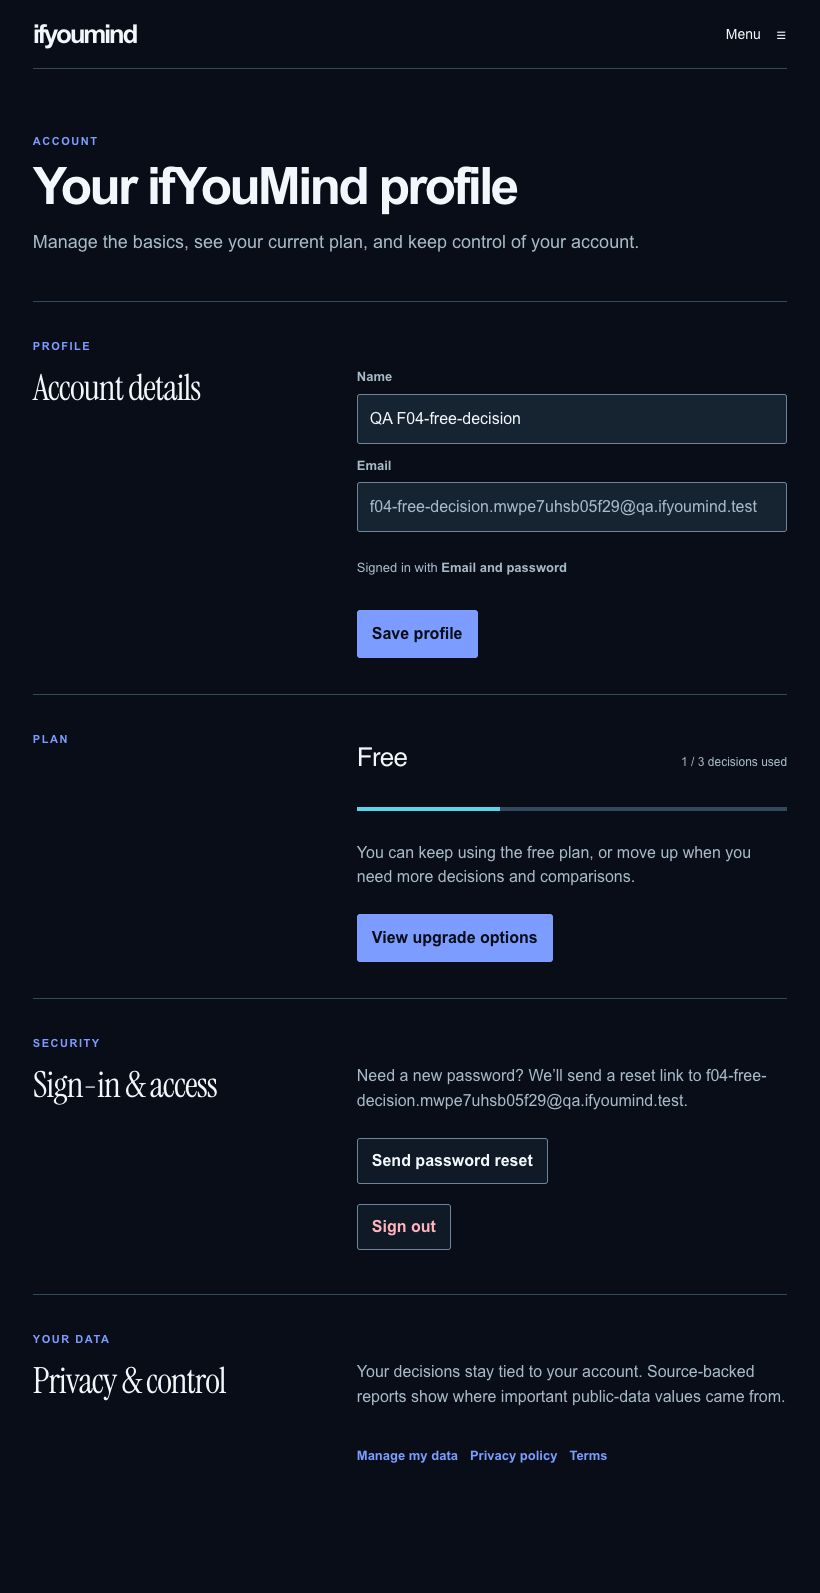 ifyoumind
Menu ≡
ACCOUNT
Your ifYouMind profile
Manage the basics, see your current plan, and keep control of your account.
PROFILE
Account details
Name
QA F04-free-decision
Email
f04-free-decision.mwpe7uhsb05f29@qa.ifyoumind.test
Signed in with Email and password
Save profile
PLAN
Free
1 / 3 decisions used
You can keep using the free plan, or move up when you
need more decisions and comparisons.
View upgrade options
SECURITY
Sign-in & access
Need a new password? We’ll send a reset link to f04-free-
decision.mwpe7uhsb05f29@qa.ifyoumind.test.
Send password reset
Sign out
YOUR DATA
Privacy & control
Your decisions stay tied to your account. Source-backed
reports show where important public-data values came from.
Manage my data Privacy policy Terms